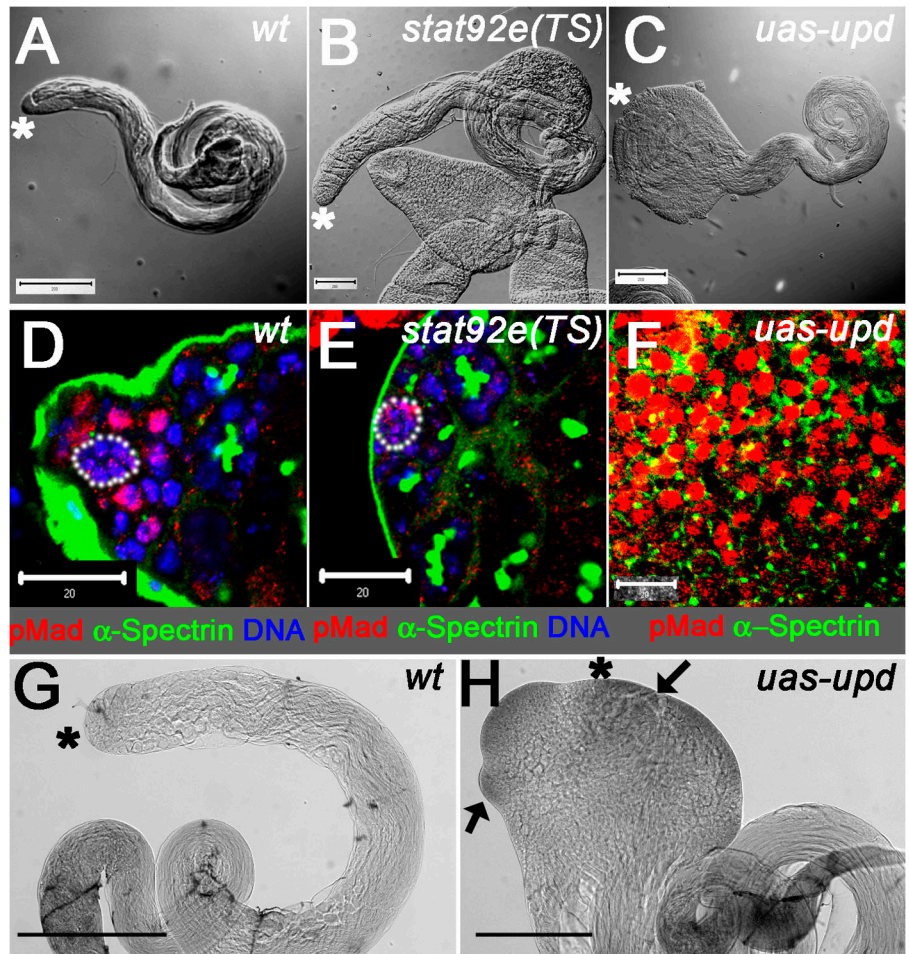 A wt
B stat92e(TS)
C uas-upd
*
*
*
D wt
E stat92e(TS)
F uas-upd
20
20
pMad α-Spectrin DNA
pMad α-Spectrin DNA
pMad α–Spectrin
G wt
H uas-upd
*
*